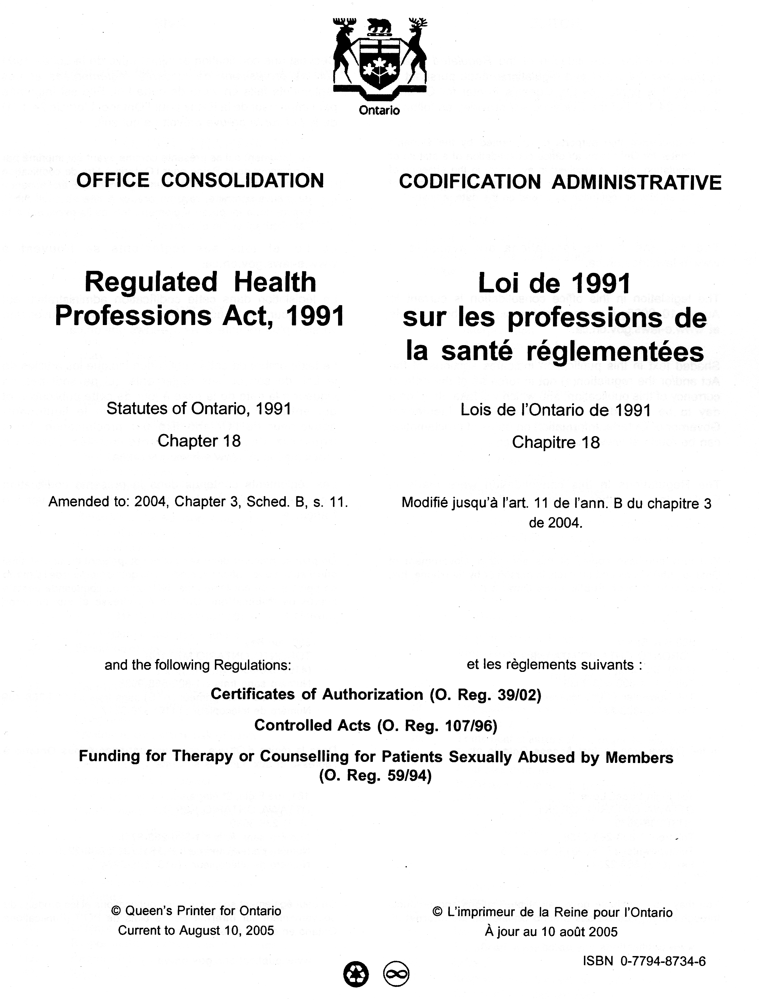 Ontario
OFFICE CONSOLIDATION
Regulated Health
Professions Act, 1991
Statutes of Ontario, 1991
Chapter 18
Amended to: 2004, Chapter 3, Sched. B, s. 11.
and the following Regulations:
CODIFICATION ADMINISTRATIVE
Loi de 1991
sur les professions de
la santé réglementées
Lois de l'Ontario de 1991
Chapitre 18
Modifié jusqu'à l'art. 11 de l'ann. B du chapitre 3
de 2004.
et les règlements suivants :
Certificates of Authorization (O. Reg. 39/02)
Controlled Acts (O. Reg. 107/96)
Funding for Therapy or Counselling for Patients Sexually Abused by Members
(O. Reg. 59/94)
© Queen's Printer for Ontario
Current to August 10, 2005
© L'imprimeur de la Reine pour l'Ontario
À jour au 10 août 2005
ISBN 0-7794-8734-6